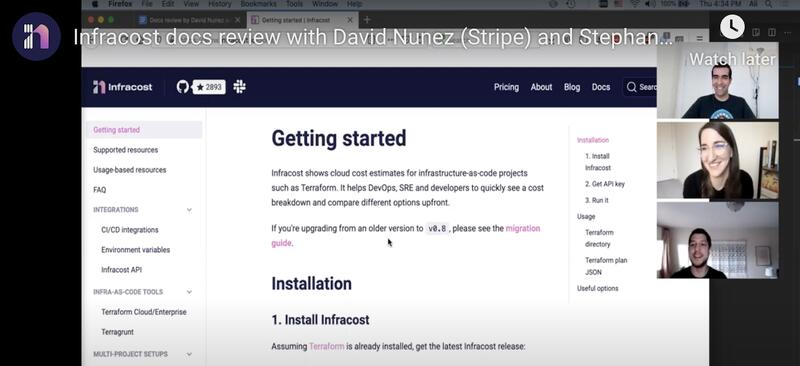 Firefox File Edit View History Bookmarks Tools Window Help
Thu 4:34 PM Ali
Docs review by David Nunez
Getting started | Infracost
Infracost docs review with David Nunez (Stripe) and Stephan...
Watch later
Infracost
2893
Pricing About Blog Docs Searc
Getting started
Supported resources
Usage-based resources
FAQ
INTEGRATIONS
CI/CD integrations
Environment variables
Infracost API
INFRA-AS-CODE TOOLS
Terraform Cloud/Enterprise
Terragrunt
MULTI-PROJECT SETUPS
Getting started
Infracost shows cloud cost estimates for infrastructure-as-code projects
such as Terraform. It helps DevOps, SRE and developers to quickly see a cost
breakdown and compare different options upfront.
If you're upgrading from an older version to v0.8, please see the migration
guide.
Installation
1. Install Infracost
Assuming Terraform is already installed, get the latest Infracost release:
Installation
1. Install
Infracost
2. Get API key
3. Run it
Usage
Terraform
directory
Terraform plan
JSON
Useful options